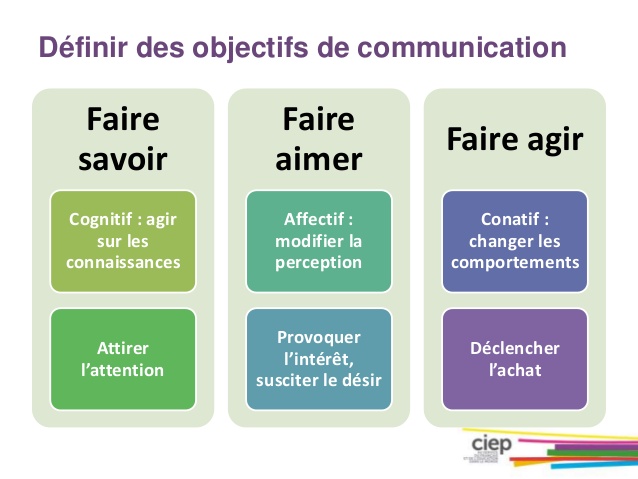 Définir des objectifs de communication
Faire
savoir
Cognitif : agir
sur les
connaissances
Attirer
l’attention
Faire
aimer
Affectif :
modifier la
perception
Provoquer
l’intérêt,
susciter le désir
Faire agir
Conatif :
changer les
comportements
Déclencher
l’achat
ciep